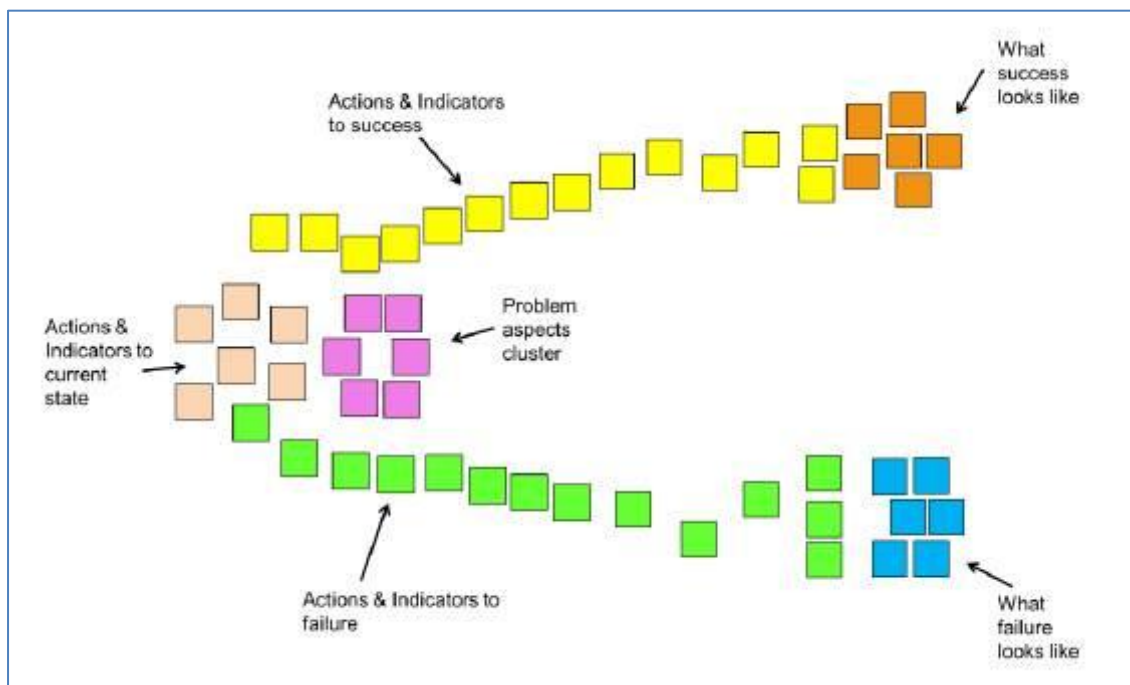 What
success
looks like
Actions & Indicators
to success
Problem
aspects
cluster
Actions &
Indicators to
current
state
Actions & Indicators to
failure
What
failure
looks like